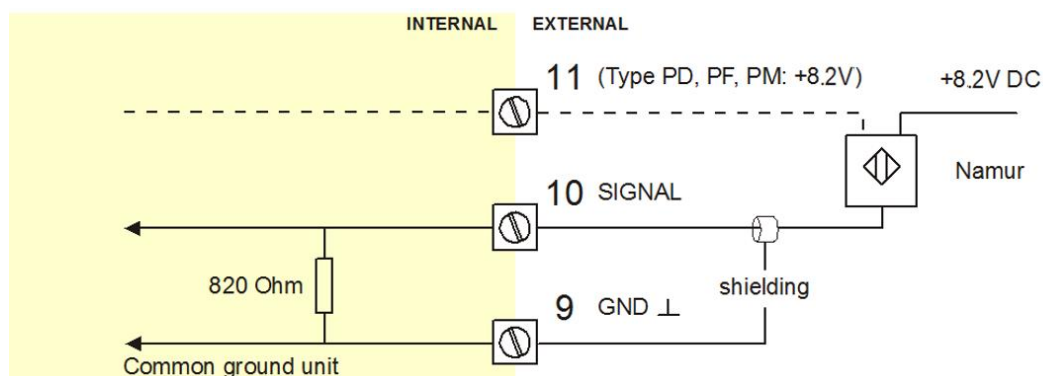 INTERNAL EXTERNAL
11 (Type PD, PF, PM: +8.2V) +8.2V DC
Namur
10 SIGNAL
820 Ohm
shielding
9 GND ⊥
Common ground unit